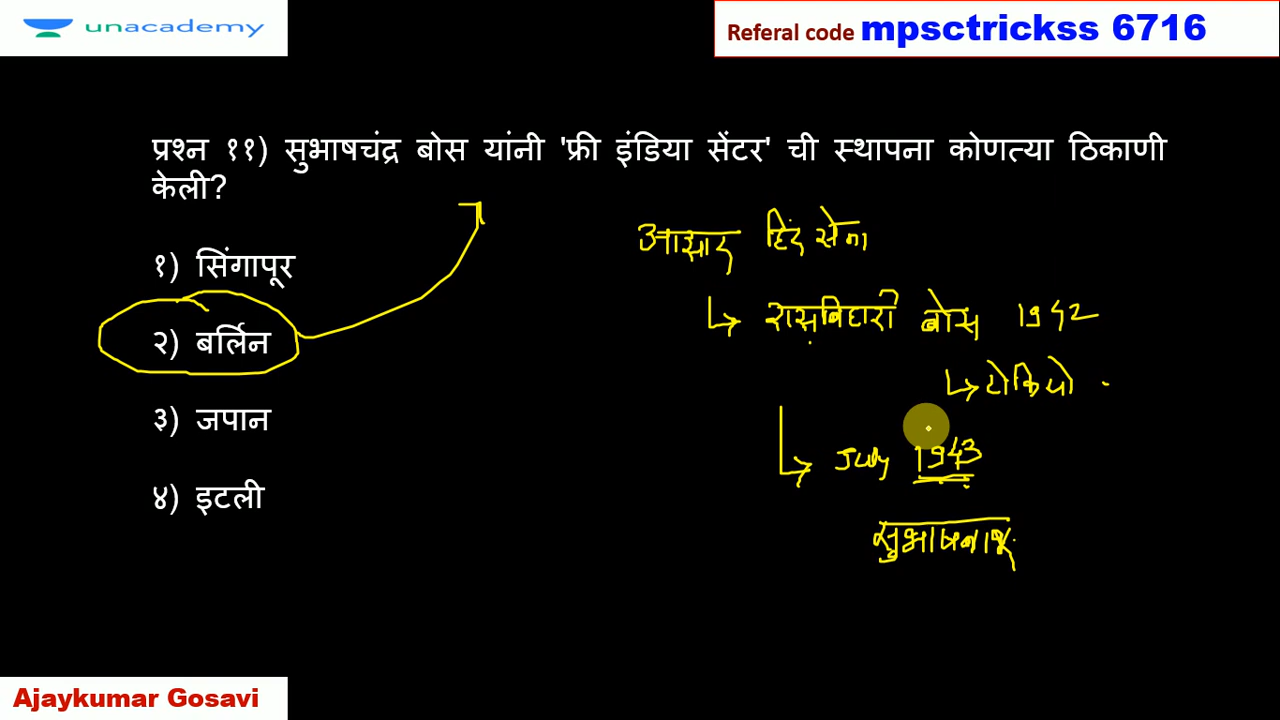 unacademy
Referal code mpsctrickss 6716
प्रश्न ११) सुभाषचंद्र बोस यांनी 'फ्री इंडिया सेंटर' ची स्थापना कोणत्या ठिकाणी
केली?
१) सिंगापूर
२) बर्लिन
३) जपान
४) इटली
आझाद हिंद सेना
रासबिहारी बोस 1942
टोकियो
July 1943
Ajaykumar Gosavi